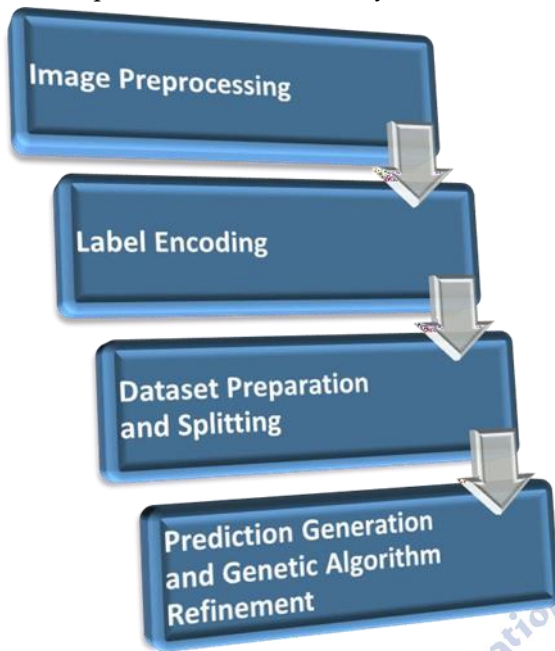 Image Preprocessing
Label Encoding
Dataset Preparation
and Splitting
Prediction Generation
and Genetic Algorithm
Refinement